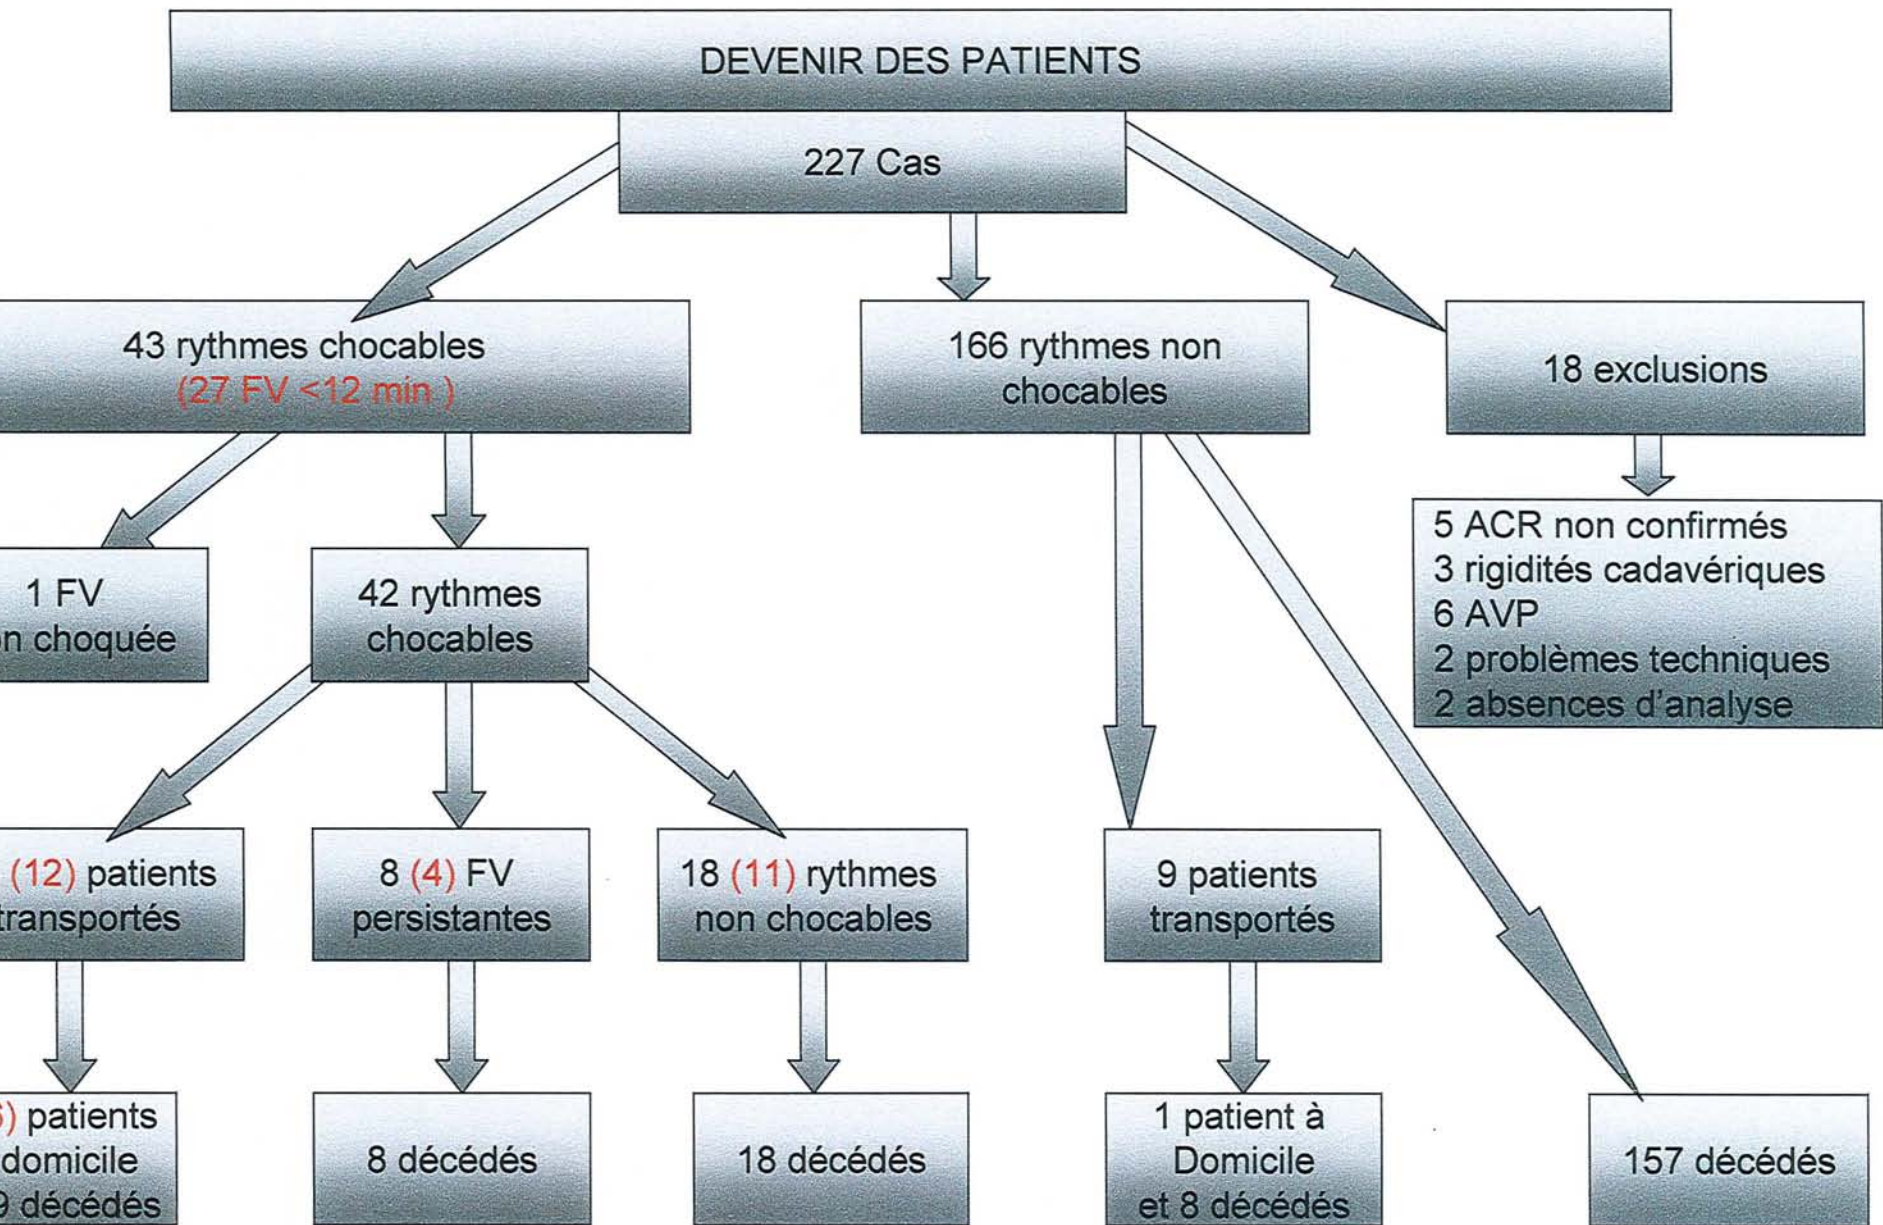 DEVENIR DES PATIENTS
227 Cas
43 rythmes chocables
(27 FV <12 min )
166 rythmes non
chocables
18 exclusions
5 ACR non confirmés
3 rigidités cadavériques
6 AVP
2 problèmes techniques
2 absences d'analyse
1 FV
choquée
42 rythmes
chocables
(12) patients
transportés
8 (4) FV
persistantes
18 (11) rythmes
non chocables
9 patients
transportés
patients
domicile
9 décédés
8 décédés
18 décédés
1 patient à
Domicile
et 8 décédés
157 décédés